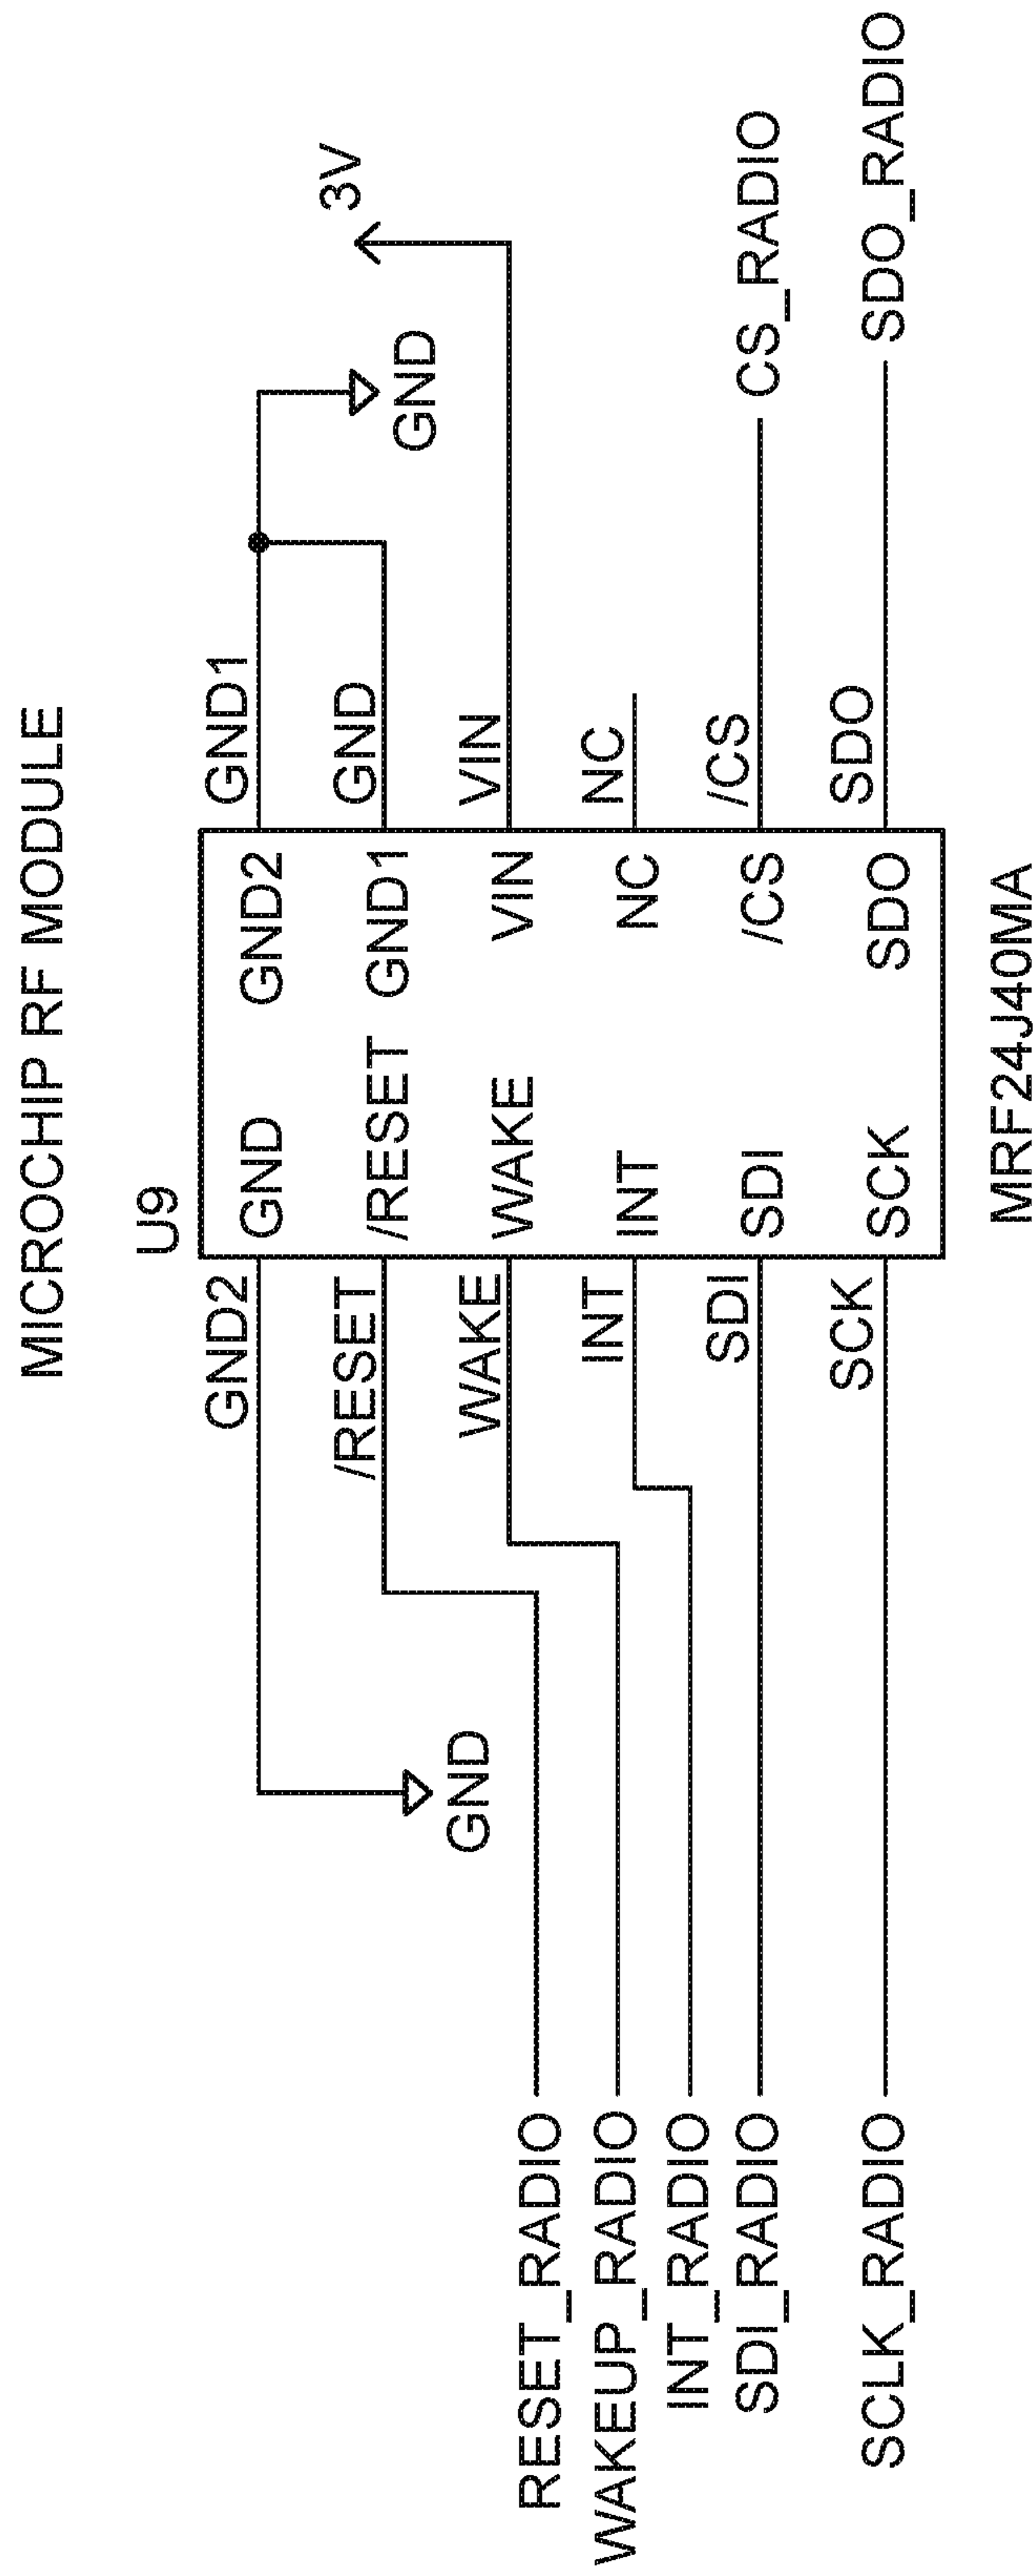 MICROCHIP RF MODULE
U9
GND2
GND
GND2
GND1
GND
GND
/RESET
/RESET
GND1
GND
3V
WAKE
WAKE
VIN
VIN
INT
INT
NC
NC
RESET_RADIO
WAKEUP_RADIO
INT_RADIO
SDI_RADIO
SDI
SDI
/CS
/CS
CS_RADIO
SCLK_RADIO
SCK
SCK
SDO
SDO
SDO_RADIO
MRF24J40MA